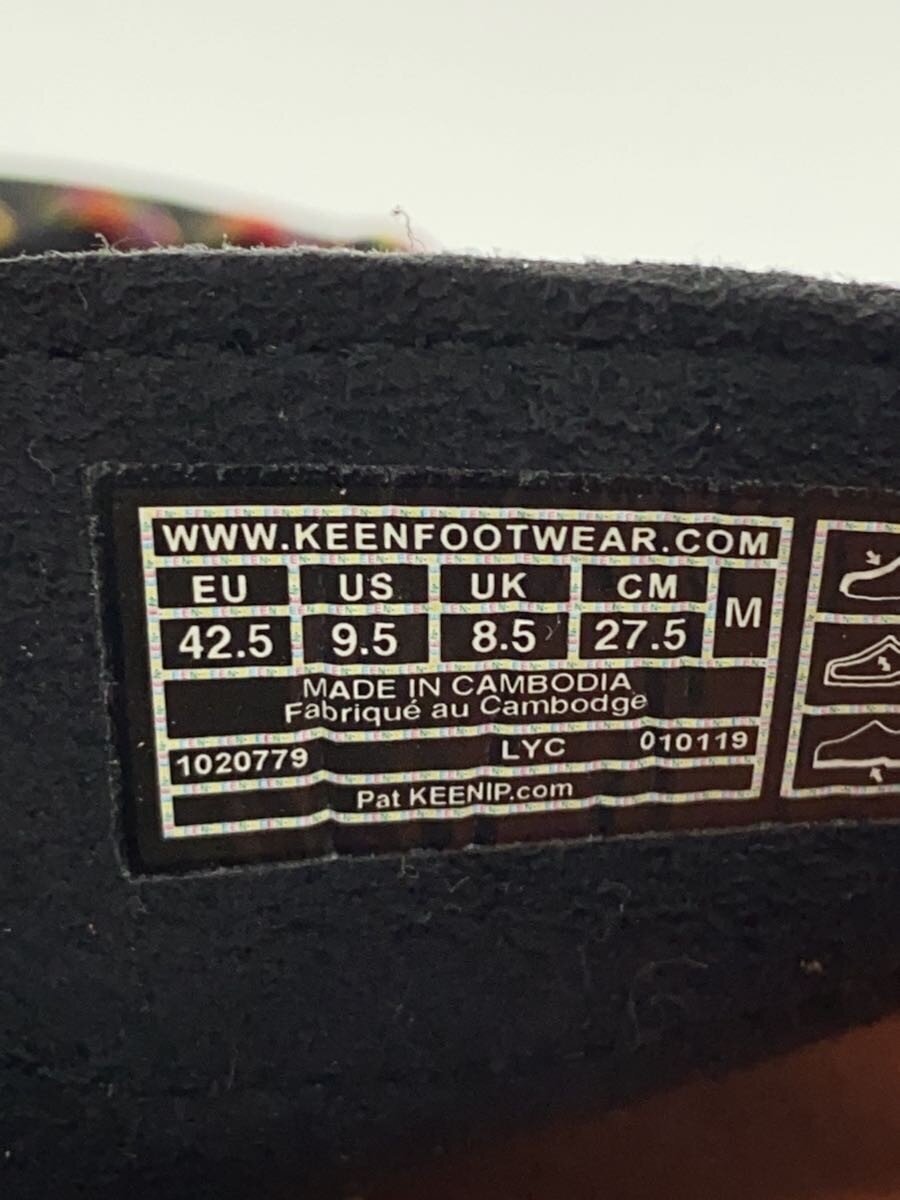 WWW.KEENFOOTWEAR.COM
EU US UK CM M
42.5 9.5 8.5 27.5
MADE IN CAMBODIA
Fabriqué au Cambodge
1020779 LYC 010119
Pat KEENIP.com